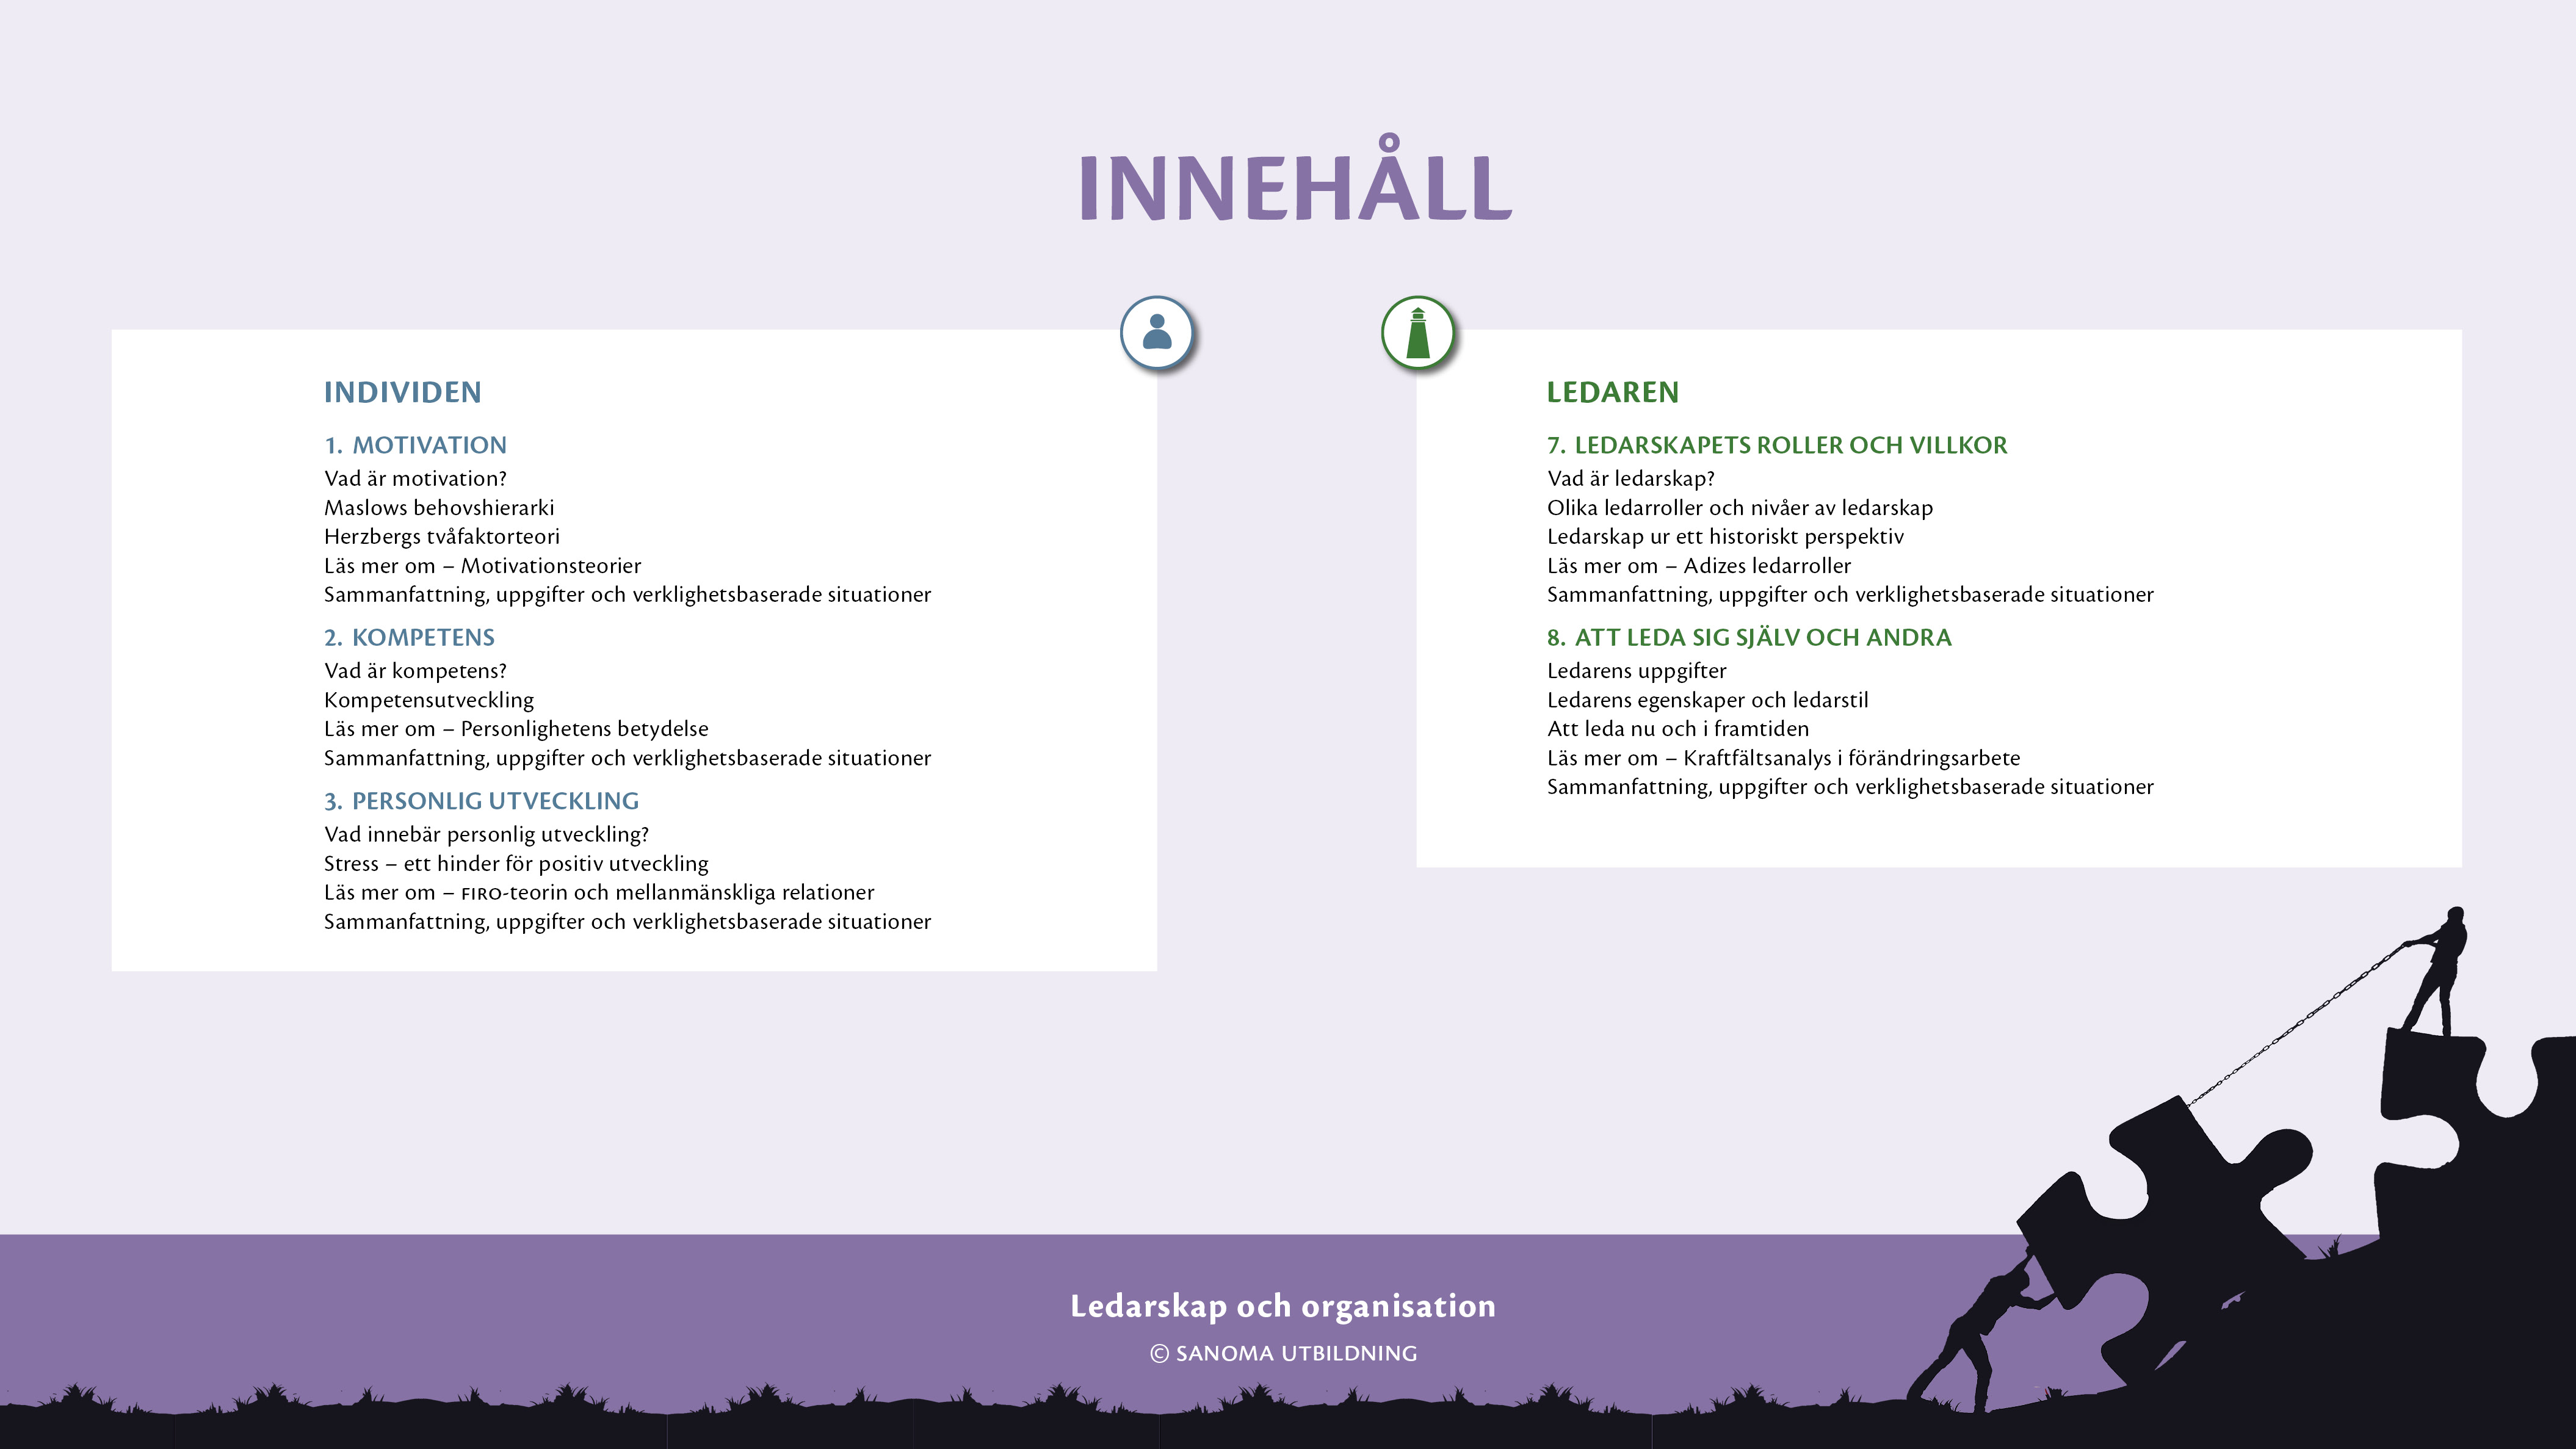 INNEHÅLL
INDIVIDEN
1. MOTIVATION
Vad är motivation?
Maslows behovshierarki
Herzbergs tvåfaktorteori
Läs mer om – Motivationsteorier
Sammanfattning, uppgifter och verklighetsbaserade situationer
2. KOMPETENS
Vad är kompetens?
Kompetensutveckling
Läs mer om – Personlighetens betydelse
Sammanfattning, uppgifter och verklighetsbaserade situationer
3. PERSONLIG UTVECKLING
Vad innebär personlig utveckling?
Stress – ett hinder för positiv utveckling
Läs mer om – FIRO-teorin och mellanmänskliga relationer
Sammanfattning, uppgifter och verklighetsbaserade situationer
LEDAREN
7. LEDARSKAPETS ROLLER OCH VILLKOR
Vad är ledarskap?
Olika ledarroller och nivåer av ledarskap
Ledarskap ur ett historiskt perspektiv
Läs mer om – Adizes ledarroller
Sammanfattning, uppgifter och verklighetsbaserade situationer
8. ATT LEDA SIG SJÄLV OCH ANDRA
Ledarens uppgifter
Ledarens egenskaper och ledarstil
Att leda nu och i framtiden
Läs mer om – Kraftfältsanalys i förändringsarbete
Sammanfattning, uppgifter och verklighetsbaserade situationer
Ledarskap och organisation
© SANOMA UTBILDNING